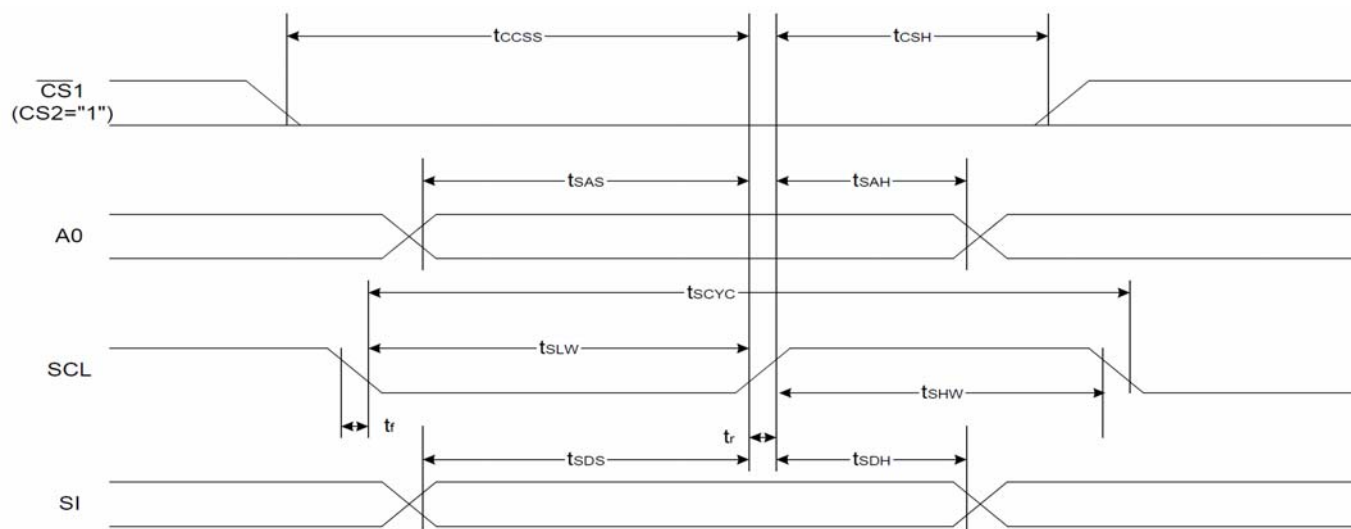 tCCSS
tCSH
CS1
(CS2="1")
tSAS
tSAH
A0
tSCYC
tSLW
SCL
tSHW
tf
tr
tSDS
tSDH
SI